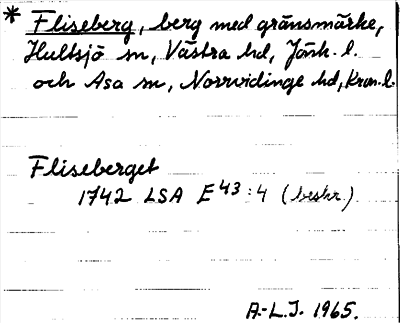 * Fliseberg, berg med gränsmärke,
Hultsjö sn, Västra hd, Jönk. l.
och Asa sn, Norrvidinge hd, Kron. l.
Fliseberget
1742 LSA E43:4 (beskr.)
A.-L.J. 1965.